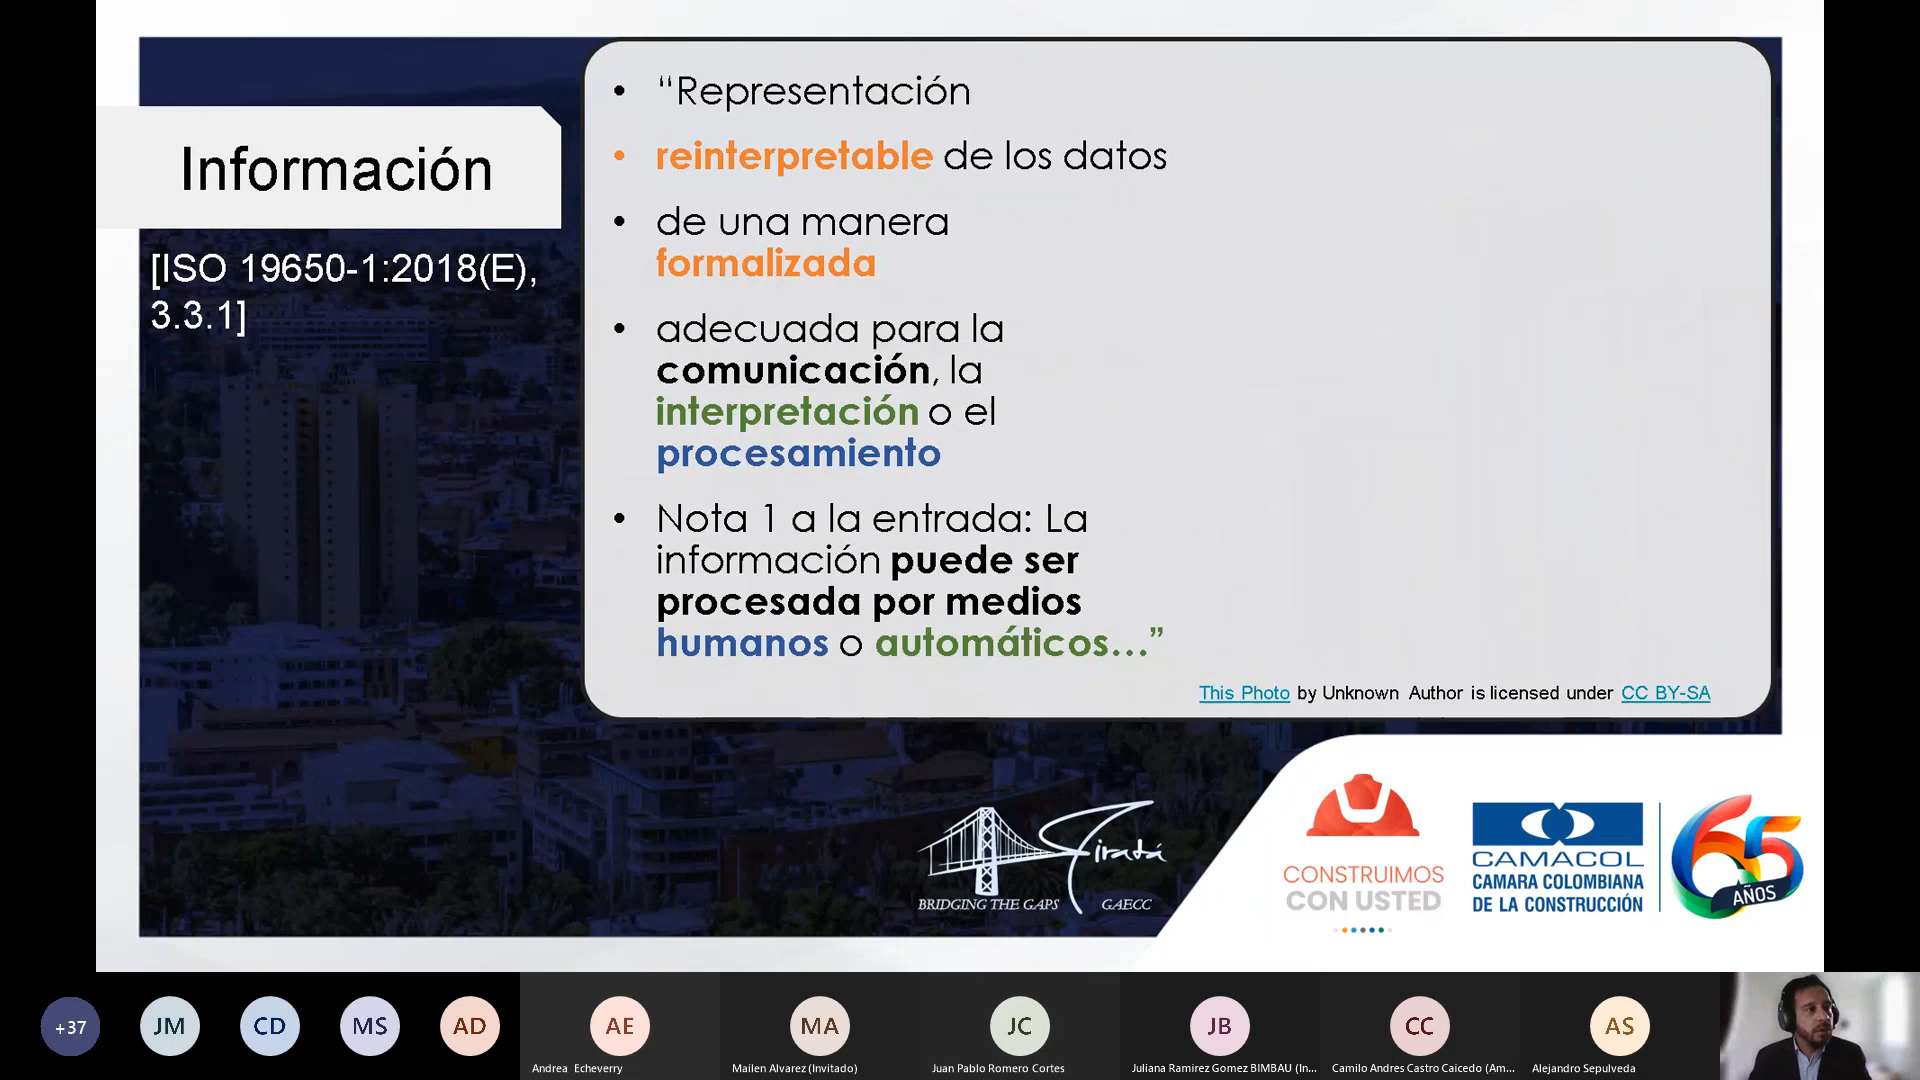 Información
[ISO 19650-1:2018(E),
3.3.1]
• “Representación
• reinterpretable de los datos
• de una manera
formalizada
• adecuada para la
comunicación, la
interpretación o el
procesamiento
• Nota 1 a la entrada: La
información puede ser
procesada por medios
humanos o automáticos…”
This Photo by Unknown Author is licensed under CC BY-SA
Firatá
BRIDGING THE GAPS GAECC
CONSTRUIMOS
CON USTED
CAMACOL
CAMARA COLOMBIANA
DE LA CONSTRUCCIÓN
65
AÑOS
+37
JM
CD
MS
AD
AE
MA
JC
JB
CC
AS
Andrea Echeverry
Mailen Alvarez (Invitado)
Juan Pablo Romero Cortes
Juliana Ramirez Gomez BIMBAU (In...
Camilo Andres Castro Caicedo (Am...
Alejandro Sepulveda